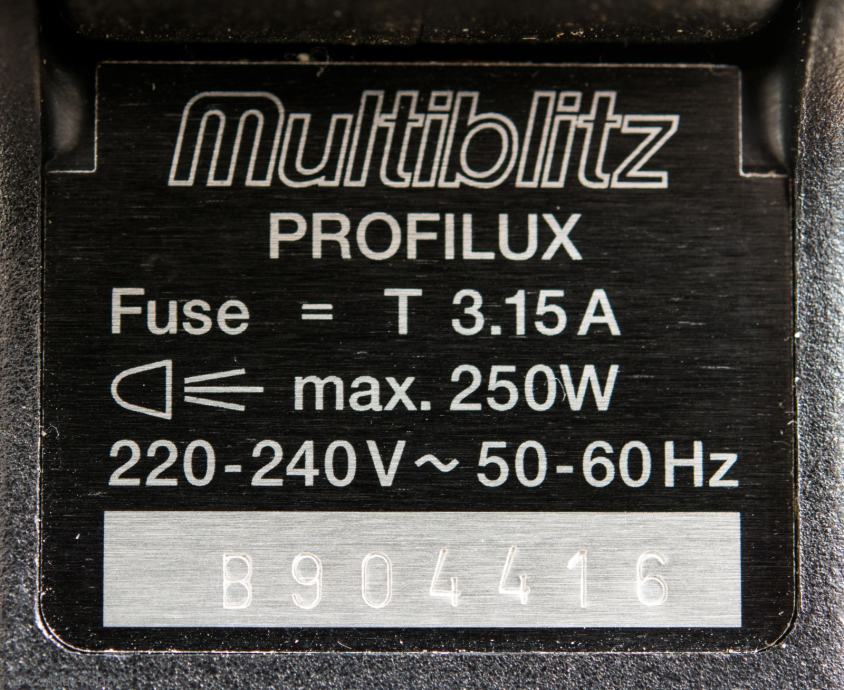 multiblitz
PROFILUX
Fuse = T 3.15 A
max. 250W
220-240V~ 50-60Hz
B904416